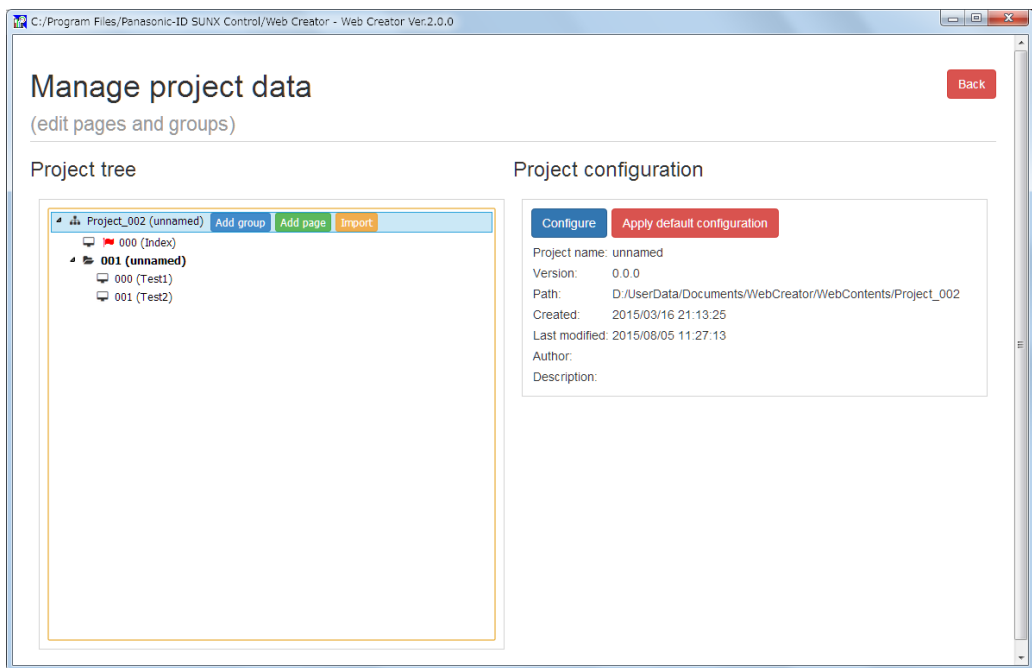 C:/Program Files/Panasonic-ID SUNX Control/Web Creator - Web Creator Ver.2.0.0
Manage project data
Back
(edit pages and groups)
Project tree
Project_002 (unnamed) Add group Add page Import
000 (Index)
001 (unnamed)
000 (Test1)
001 (Test2)
Project configuration
Configure Apply default configuration
Project name: unnamed
Version: 0.0.0
Path: D:/UserData/Documents/WebCreator/WebContents/Project_002
Created: 2015/03/16 21:13:25
Last modified: 2015/08/05 11:27:13
Author:
Description: